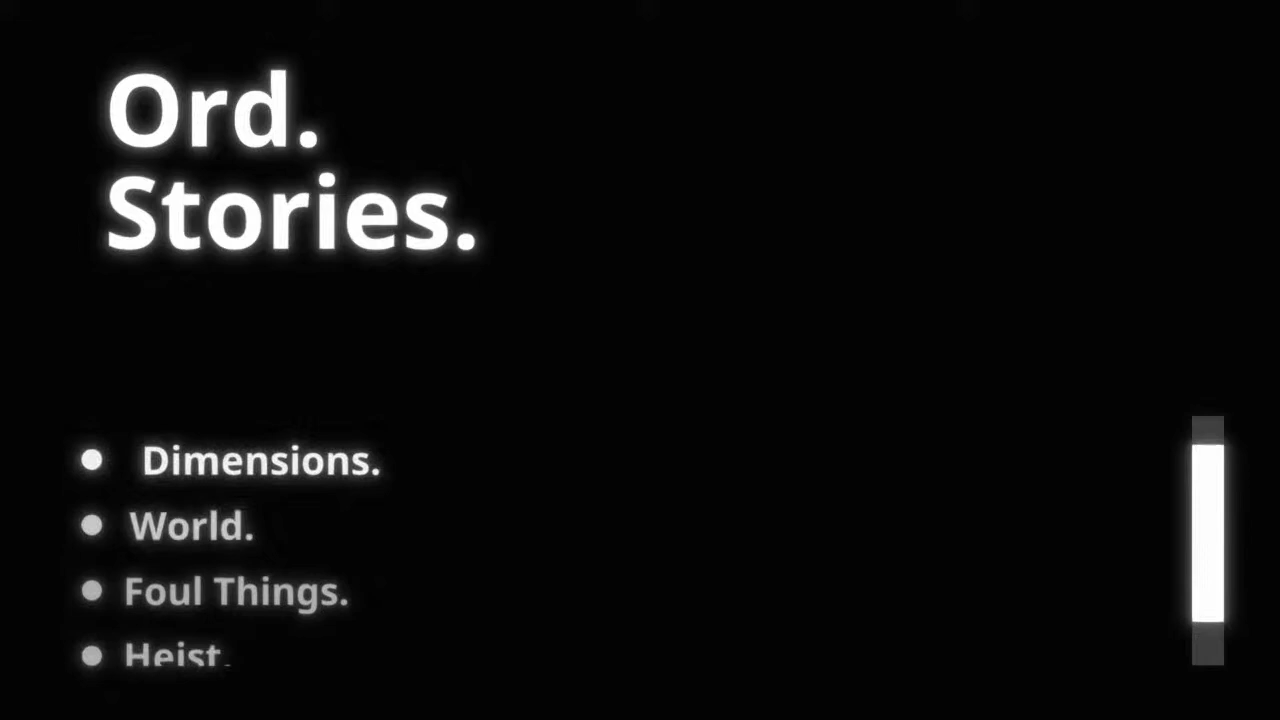 Ord.
Stories.
Dimensions.
World.
Foul Things.
Heist.